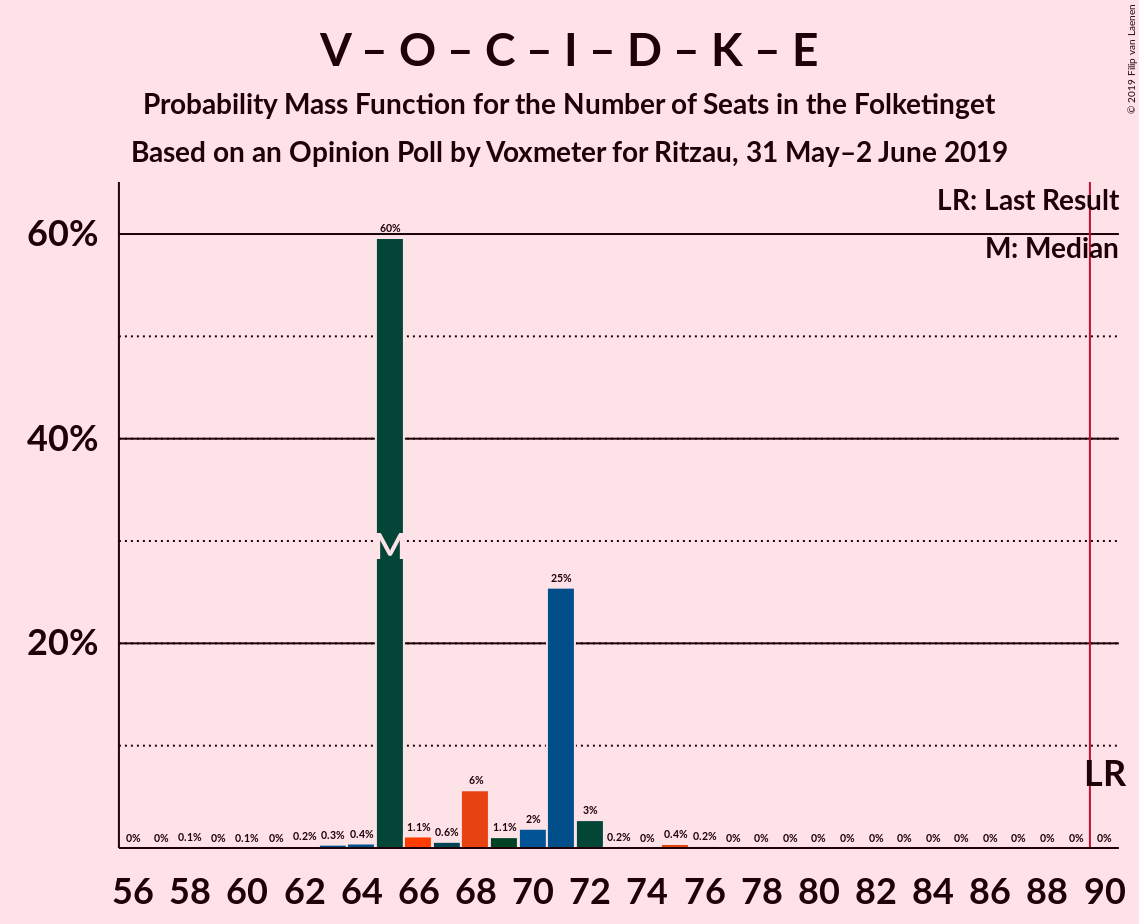 V – O – C – I – D – K – E
Probability Mass Function for the Number of Seats in the Folketinget
Based on an Opinion Poll by Voxmeter for Ritzau, 31 May–2 June 2019
© 2019 Filip van Laenen
LR: Last Result
M: Median
60%
40%
20%
0% 0% 0.1% 0% 0.1% 0% 0.2% 0.3% 0.4% 60% 1.1% 0.6% 6% 1.1% 2% 25% 3% 0.2% 0% 0.4% 0.2% 0% 0% 0% 0% 0% 0% 0% 0% 0% 0% 0% 0% 0% 0%
M
LR
56 58 60 62 64 66 68 70 72 74 76 78 80 82 84 86 88 90